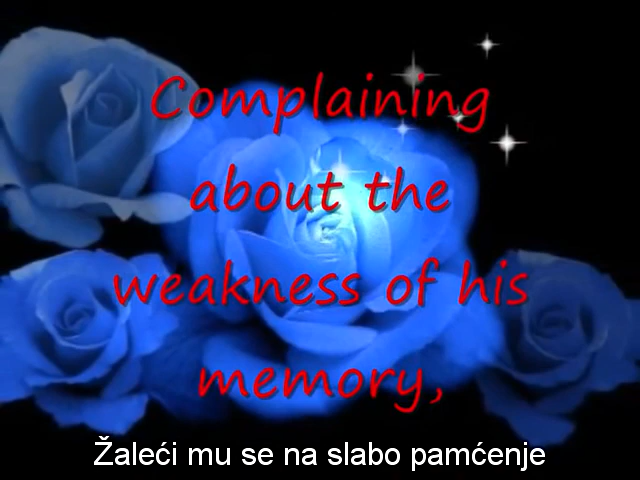 Complaining
about the
weakness of his
memory,
Žaleći mu se na slabo pamćenje